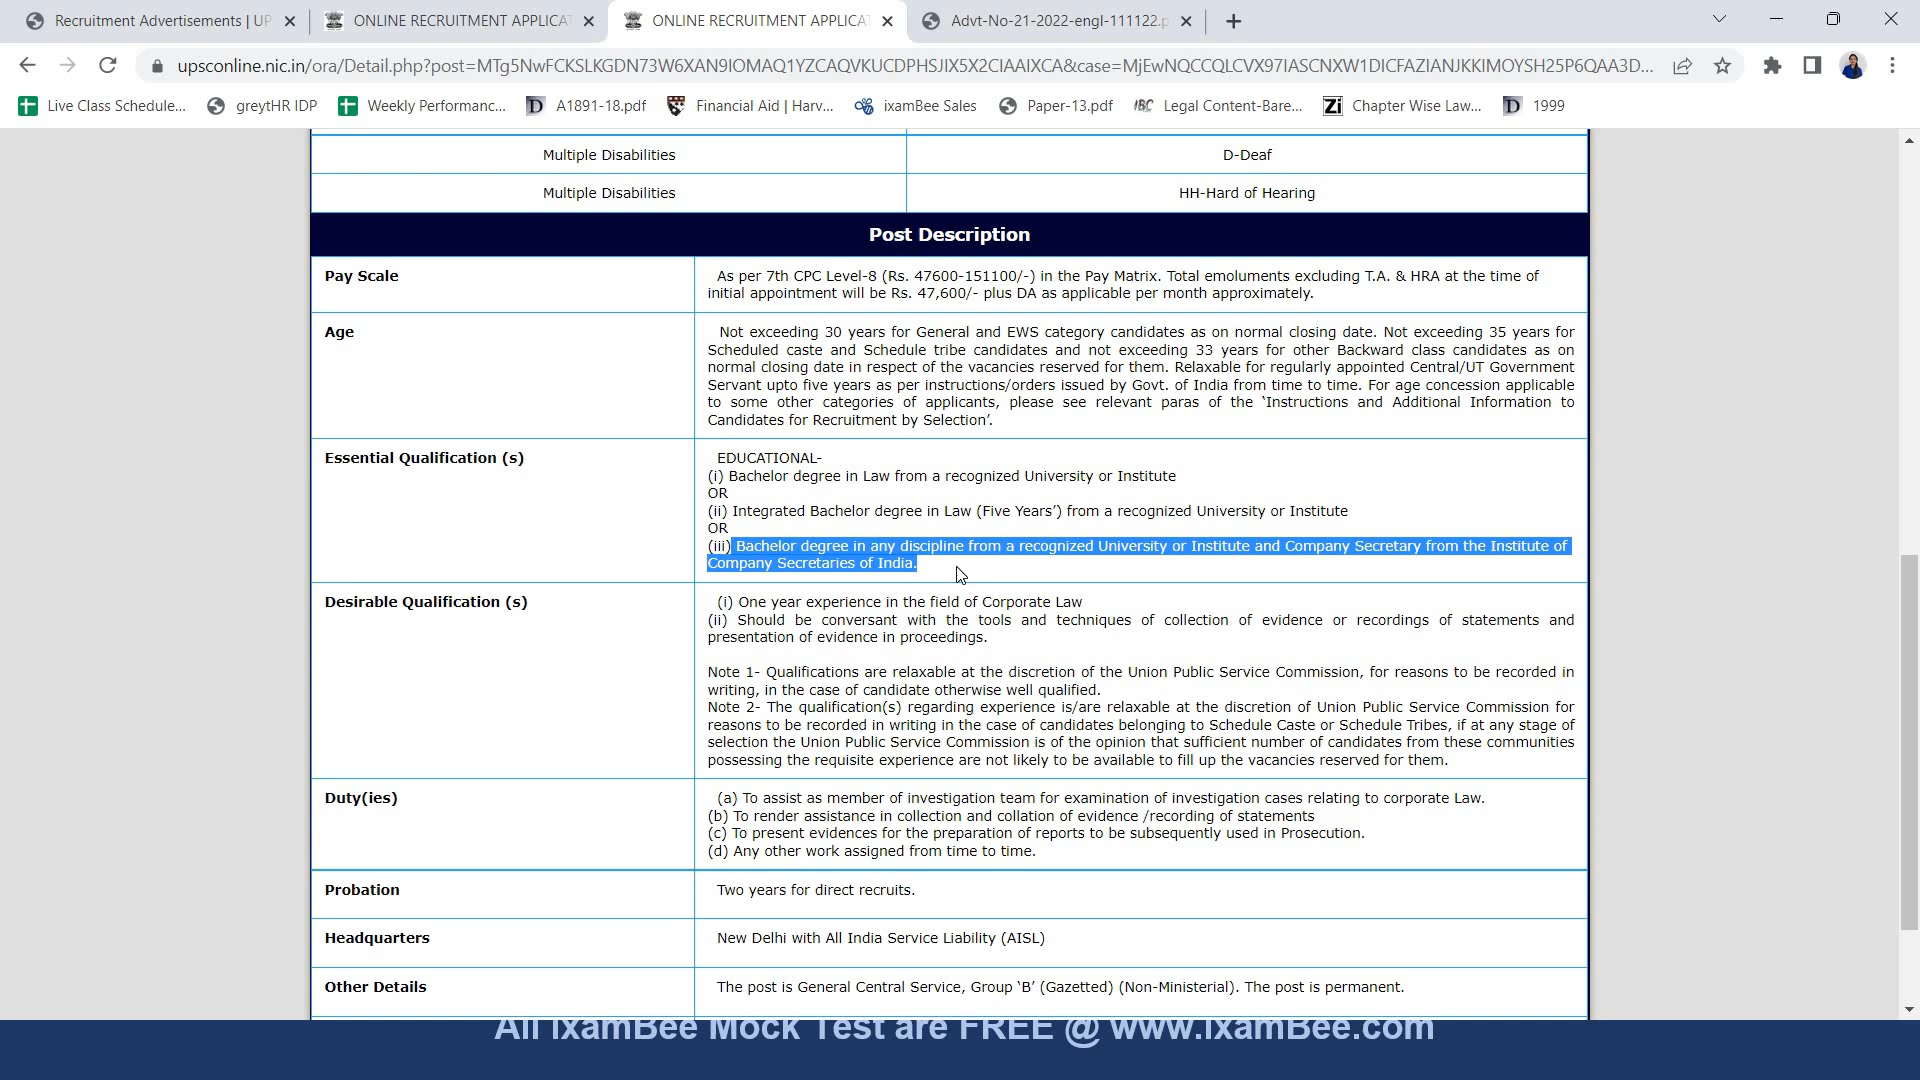 Recruitment Advertisements | UP
ONLINE RECRUITMENT APPLICAT
ONLINE RECRUITMENT APPLICAT
Advt-No-21-2022-engl-111122.p
upsconline.nic.in/ora/Detail.php?post=MTg5NwFCKSLKGDN73W6XAN9IOMAQ1YZCAQVKUCDPHSJIX5X2CIAAIXCA&case=MjEwNQCCQLCVX97IASCNXW1DICFAZIANJKKIMOYSH25P6QAA3D...
Live Class Schedule... greytHR IDP Weekly Performanc... A1891-18.pdf Financial Aid | Harv... ixamBee Sales Paper-13.pdf Legal Content-Bare... Chapter Wise Law... 1999
Multiple Disabilities D-Deaf
Multiple Disabilities HH-Hard of Hearing
Post Description
Pay Scale
As per 7th CPC Level-8 (Rs. 47600-151100/-) in the Pay Matrix. Total emoluments excluding T.A. & HRA at the time of
initial appointment will be Rs. 47,600/- plus DA as applicable per month approximately.
Age
Not exceeding 30 years for General and EWS category candidates as on normal closing date. Not exceeding 35 years for
Scheduled caste and Schedule tribe candidates and not exceeding 33 years for other Backward class candidates as on
normal closing date in respect of the vacancies reserved for them. Relaxable for regularly appointed Central/UT Government
Servant upto five years as per instructions/orders issued by Govt. of India from time to time. For age concession applicable
to some other categories of applicants, please see relevant paras of the 'Instructions and Additional Information to
Candidates for Recruitment by Selection'.
Essential Qualification (s)
EDUCATIONAL-
(i) Bachelor degree in Law from a recognized University or Institute
OR
(ii) Integrated Bachelor degree in Law (Five Years') from a recognized University or Institute
OR
(iii) Bachelor degree in any discipline from a recognized University or Institute and Company Secretary from the Institute of
Company Secretaries of India.
Desirable Qualification (s)
(i) One year experience in the field of Corporate Law
(ii) Should be conversant with the tools and techniques of collection of evidence or recordings of statements and
presentation of evidence in proceedings.
Note 1- Qualifications are relaxable at the discretion of the Union Public Service Commission, for reasons to be recorded in
writing, in the case of candidate otherwise well qualified.
Note 2- The qualification(s) regarding experience is/are relaxable at the discretion of Union Public Service Commission for
reasons to be recorded in writing in the case of candidates belonging to Schedule Caste or Schedule Tribes, if at any stage of
selection the Union Public Service Commission is of the opinion that sufficient number of candidates from these communities
possessing the requisite experience are not likely to be available to fill up the vacancies reserved for them.
Duty(ies)
(a) To assist as member of investigation team for examination of investigation cases relating to corporate Law.
(b) To render assistance in collection and collation of evidence /recording of statements
(c) To present evidences for the preparation of reports to be subsequently used in Prosecution.
(d) Any other work assigned from time to time.
Probation
Two years for direct recruits.
Headquarters
New Delhi with All India Service Liability (AISL)
Other Details
The post is General Central Service, Group 'B' (Gazetted) (Non-Ministerial). The post is permanent.
All ixamBee Mock Test are FREE @ www.ixamBee.com